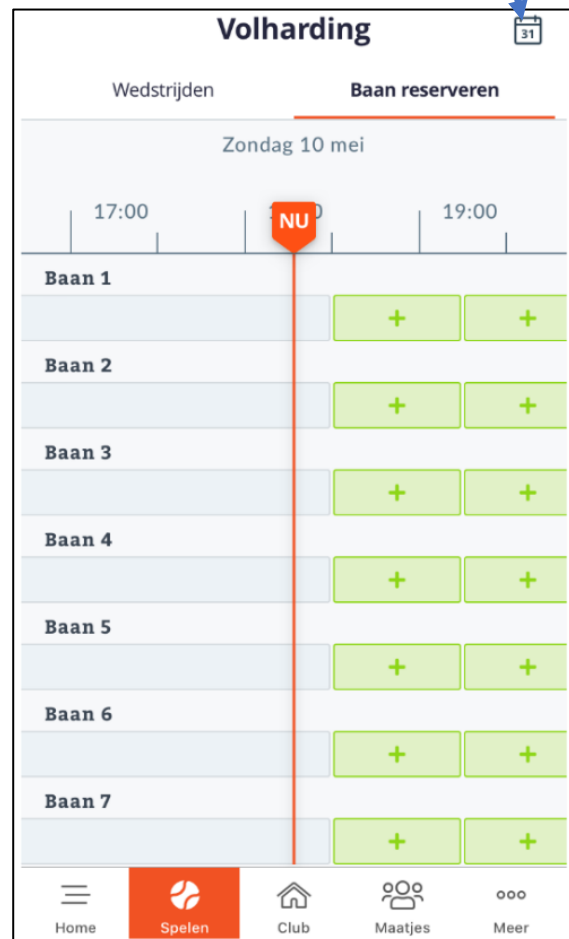 Volharding
31
Wedstrijden Baan reserveren
Zondag 10 mei
17:00 NU 19:00
Baan 1
+ +
Baan 2
+ +
Baan 3
+ +
Baan 4
+ +
Baan 5
+ +
Baan 6
+ +
Baan 7
+ +
Home Spelen Club Maatjes Meer